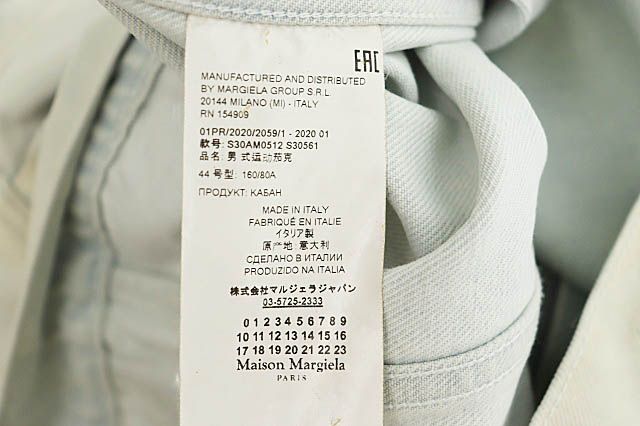 EAC
MANUFACTURED AND DISTRIBUTED
BY MARGIELA GROUP S.R.L.
20144 MILANO (MI) - ITALY
RN 154909
01PR/2020/2059/1 - 2020 01
款号: S30AM0512 S30561
品名: 男 式运动茄克
44 号型: 160/80A
ПРОДУКТ: КАБАН
MADE IN ITALY
FABRIQUÉ EN ITALIE
イタリア製
原产地: 意大利
СДЕЛАНО В ИТАЛИИ
PRODUZIDO NA ITALIA
株式会社マルジェラジャパン
03-5725-2333
0 1 2 3 4 5 6 7 8 9
10 11 12 13 14 15 16
17 18 19 20 21 22 23
Maison Margiela
PARIS